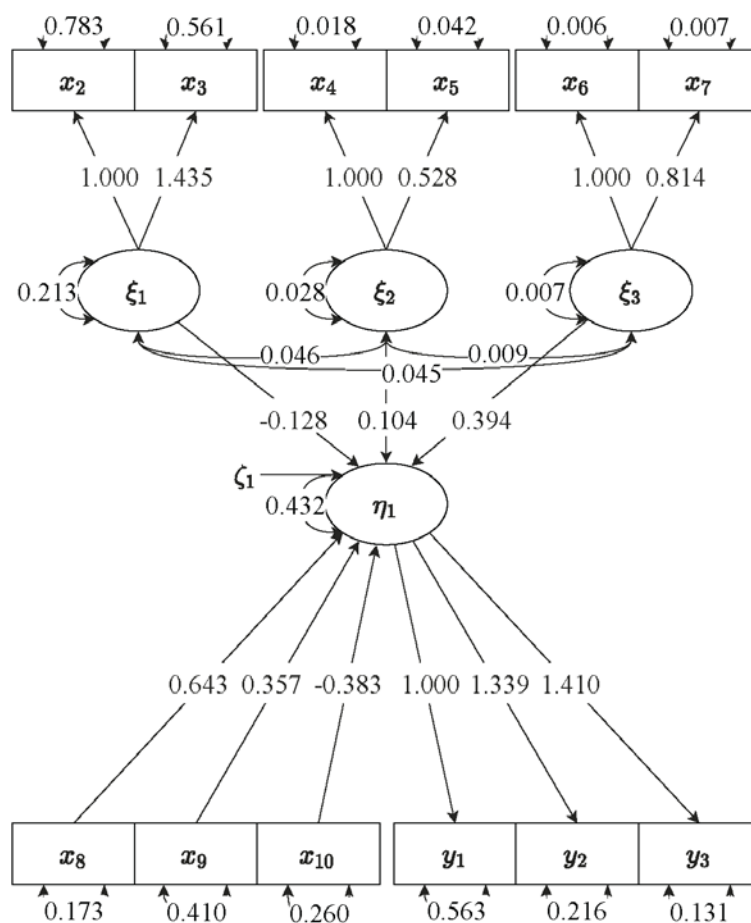 0.783 0.561 0.018 0.042 0.006 0.007
x₂ x₃ x₄ x₅ x₆ x₇
1.000 1.435 1.000 0.528 1.000 0.814
0.213 ξ₁ 0.028 ξ₂ 0.007 ξ₃
0.046 0.009
0.045
-0.128 0.104 0.394
ζ₁
0.432 η₁
0.643 0.357 -0.383 1.000 1.339 1.410
x₈ x₉ x₁₀ y₁ y₂ y₃
0.173 0.410 0.260 0.563 0.216 0.131